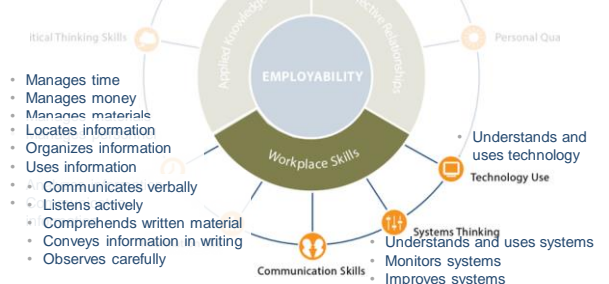 Applied Knowledge
Effective Relationships
itical Thinking Skills
Personal Qua
EMPLOYABILITY
• Manages time
• Manages money
• Manages materials
• Locates information
• Organizes information
• Uses information
• Communicates verbally
• Listens actively
• Comprehends written material
• Conveys information in writing
• Observes carefully
Workplace Skills
• Understands and
uses technology
Technology Use
Systems Thinking
• Understands and uses systems
• Monitors systems
• Improves systems
Communication Skills